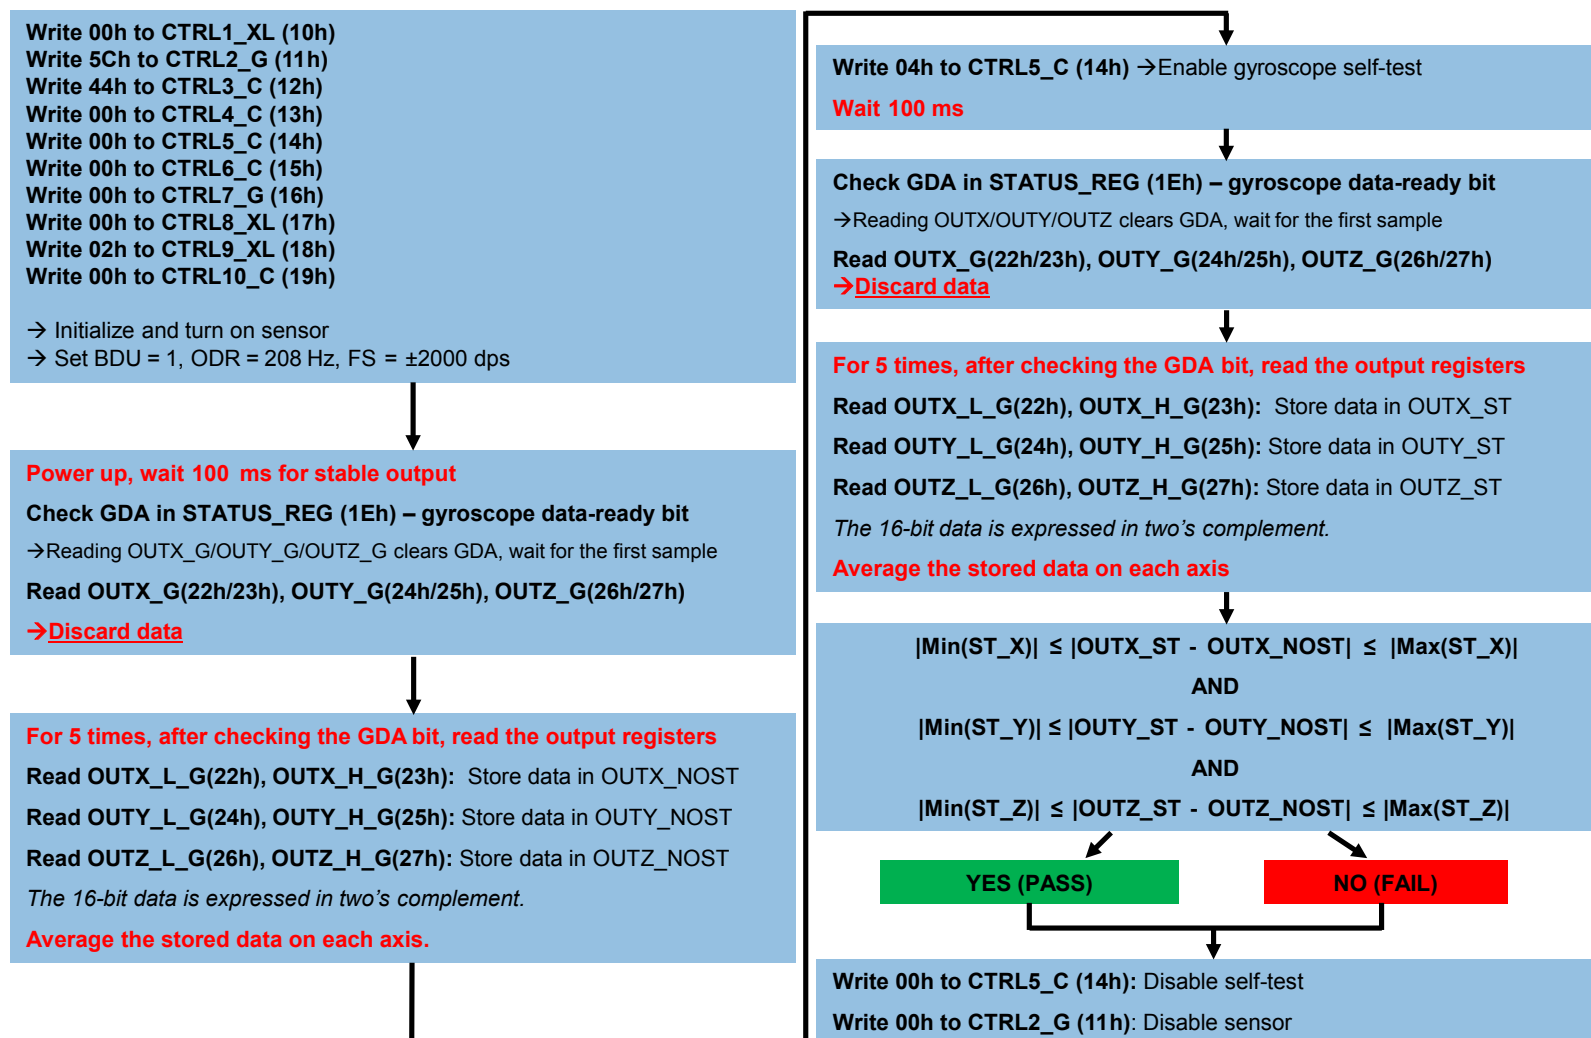 Write 00h to CTRL1_XL (10h)
Write 5Ch to CTRL2_G (11h)
Write 44h to CTRL3_C (12h)
Write 00h to CTRL4_C (13h)
Write 00h to CTRL5_C (14h)
Write 00h to CTRL6_C (15h)
Write 00h to CTRL7_G (16h)
Write 00h to CTRL8_XL (17h)
Write 02h to CTRL9_XL (18h)
Write 00h to CTRL10_C (19h)
→ Initialize and turn on sensor
→ Set BDU = 1, ODR = 208 Hz, FS = ±2000 dps
Power up, wait 100 ms for stable output
Check GDA in STATUS_REG (1Eh) – gyroscope data-ready bit
→Reading OUTX_G/OUTY_G/OUTZ_G clears GDA, wait for the first sample
Read OUTX_G(22h/23h), OUTY_G(24h/25h), OUTZ_G(26h/27h)
→Discard data
For 5 times, after checking the GDA bit, read the output registers
Read OUTX_L_G(22h), OUTX_H_G(23h): Store data in OUTX_NOST
Read OUTY_L_G(24h), OUTY_H_G(25h): Store data in OUTY_NOST
Read OUTZ_L_G(26h), OUTZ_H_G(27h): Store data in OUTZ_NOST
The 16-bit data is expressed in two's complement.
Average the stored data on each axis.
Write 04h to CTRL5_C (14h) →Enable gyroscope self-test
Wait 100 ms
Check GDA in STATUS_REG (1Eh) – gyroscope data-ready bit
→Reading OUTX/OUTY/OUTZ clears GDA, wait for the first sample
Read OUTX_G(22h/23h), OUTY_G(24h/25h), OUTZ_G(26h/27h)
→Discard data
For 5 times, after checking the GDA bit, read the output registers
Read OUTX_L_G(22h), OUTX_H_G(23h): Store data in OUTX_ST
Read OUTY_L_G(24h), OUTY_H_G(25h): Store data in OUTY_ST
Read OUTZ_L_G(26h), OUTZ_H_G(27h): Store data in OUTZ_ST
The 16-bit data is expressed in two's complement.
Average the stored data on each axis
|Min(ST_X)| ≤ |OUTX_ST - OUTX_NOST| ≤ |Max(ST_X)|
AND
|Min(ST_Y)| ≤ |OUTY_ST - OUTY_NOST| ≤ |Max(ST_Y)|
AND
|Min(ST_Z)| ≤ |OUTZ_ST - OUTZ_NOST| ≤ |Max(ST_Z)|
YES (PASS)
NO (FAIL)
Write 00h to CTRL5_C (14h): Disable self-test
Write 00h to CTRL2_G (11h): Disable sensor